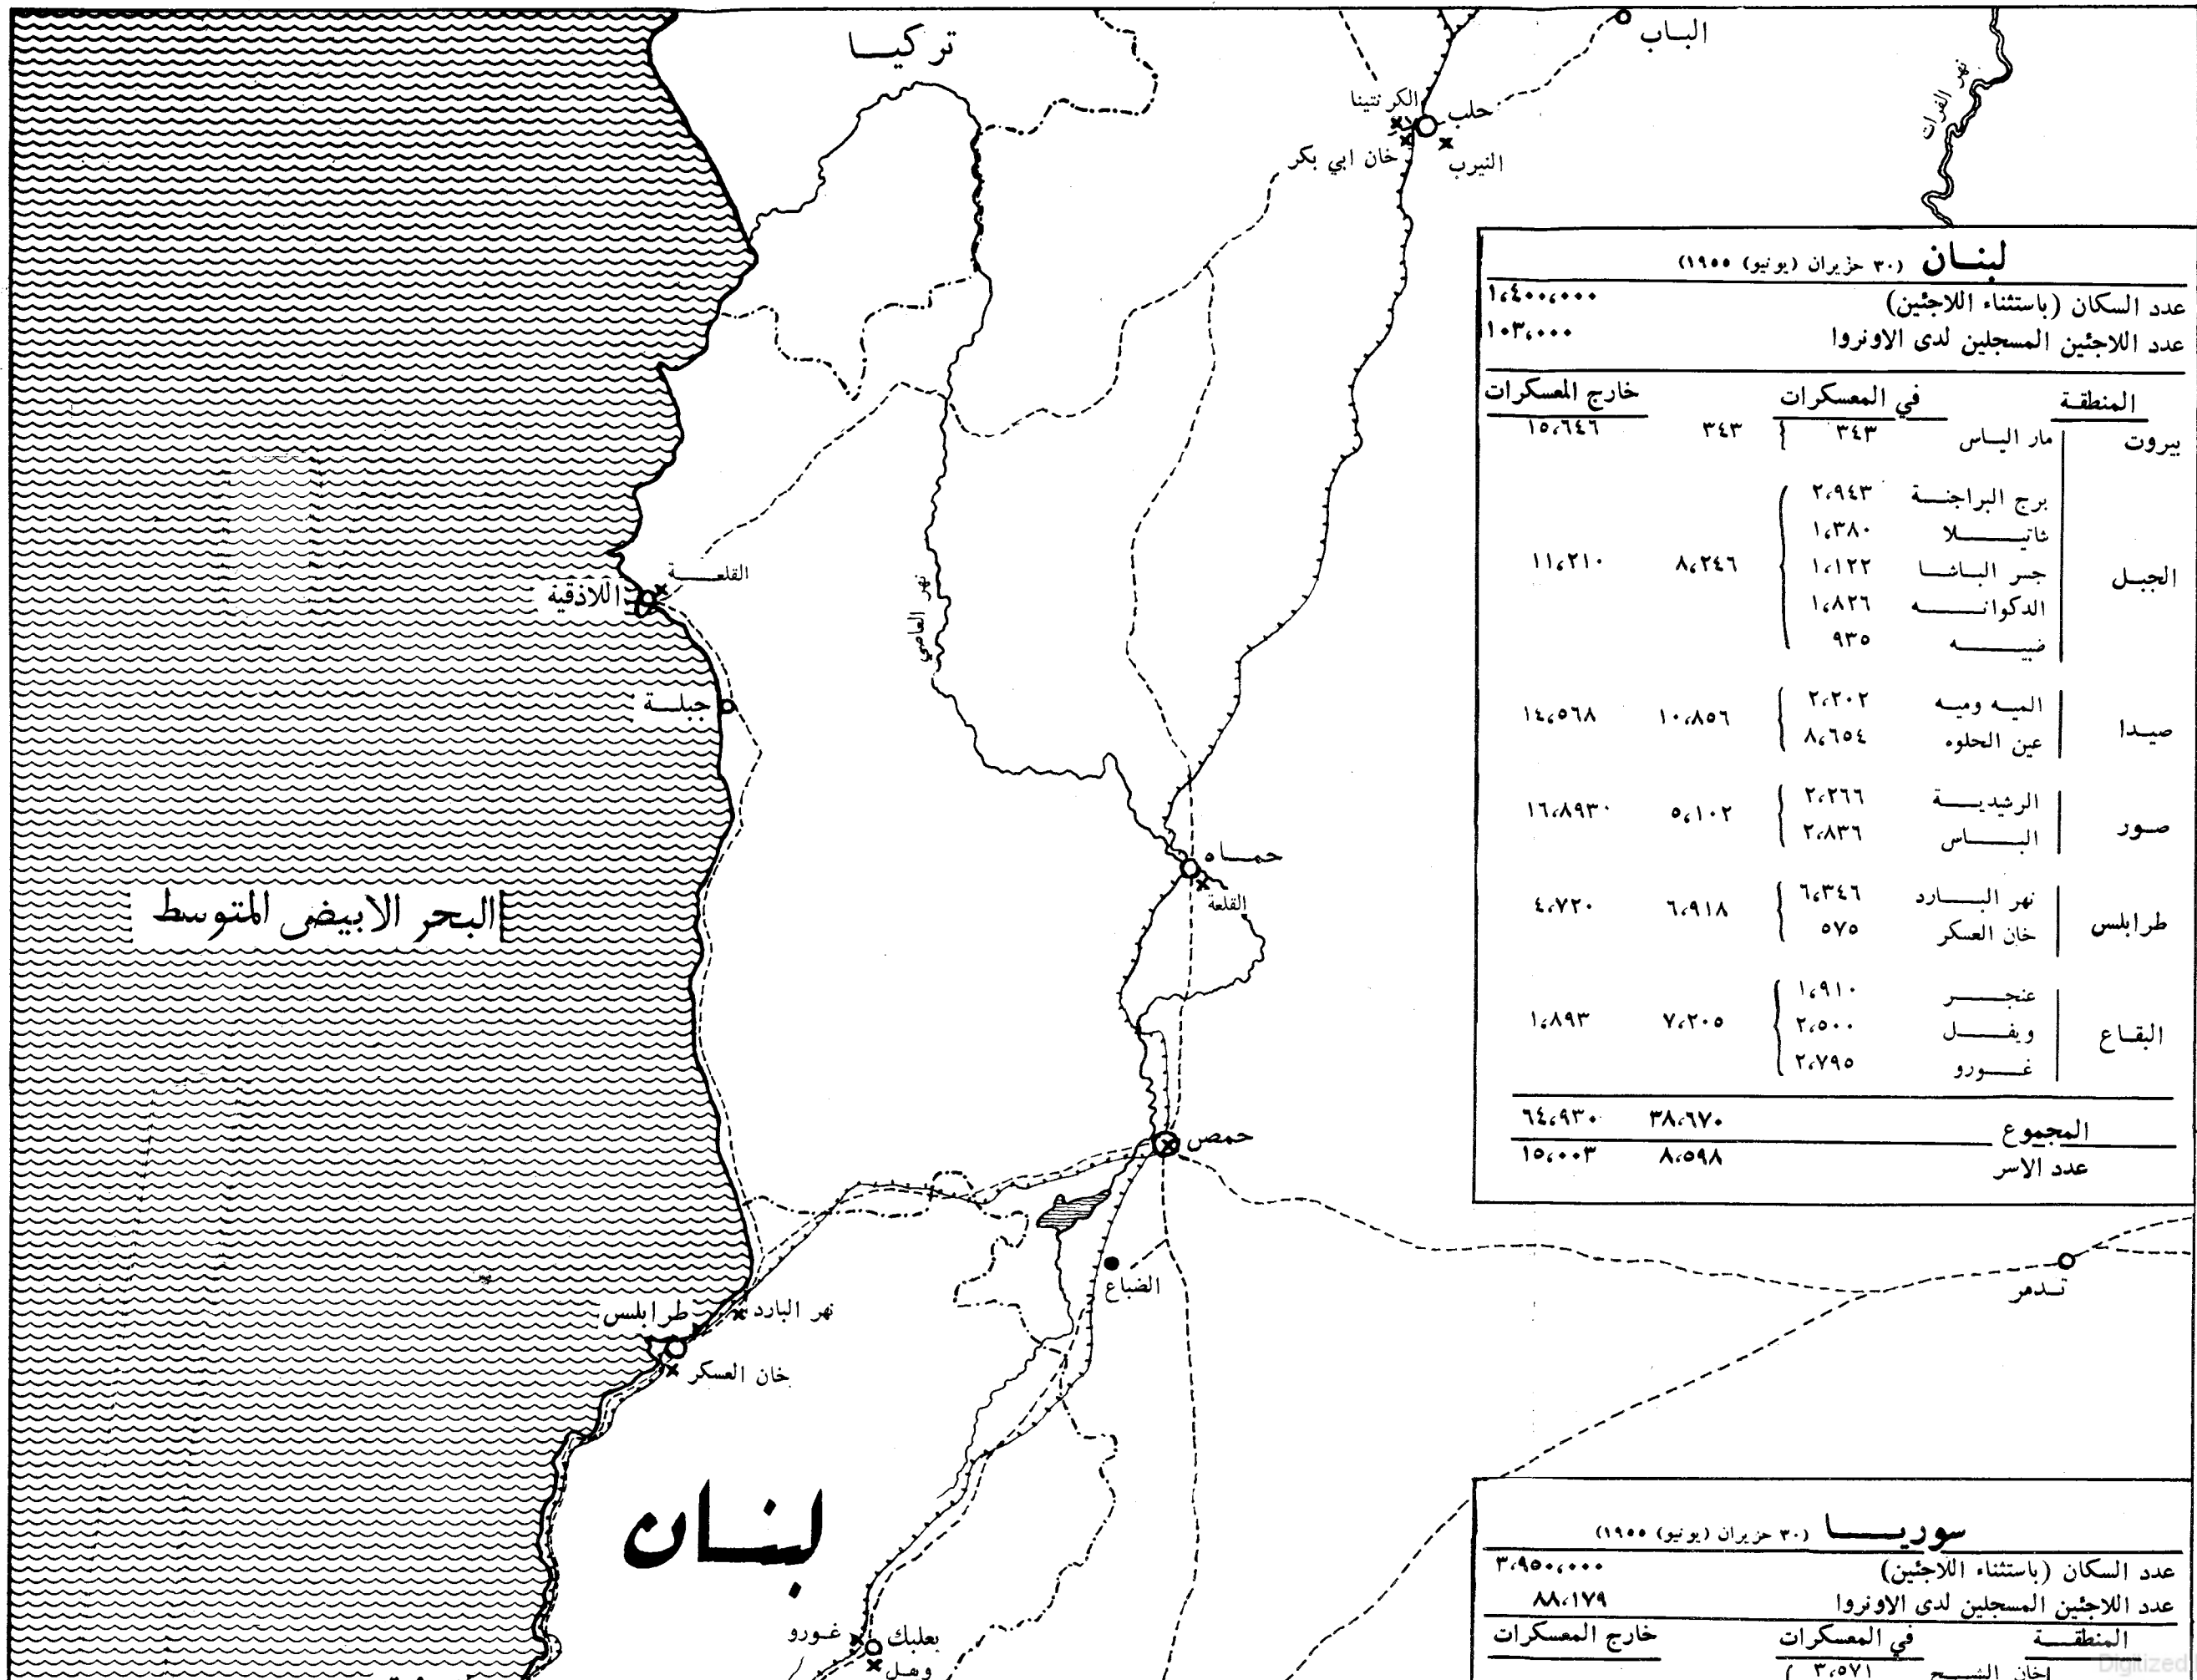 تركيا
الباب
نهر الفرات
الكرنتينا
حلب
خان ابي بكر
النيرب
لبنان (٣٠ حزيران (يونيو) ١٩٥٥)
عدد السكان (باستثناء اللاجئين) ١،٤٠٠،٠٠٠
عدد اللاجئين المسجلين لدى الاونروا ١٠٣،٠٠٠
المنطقة في المعسكرات خارج المعسكرات
بيروت مار الياس ٣٤٣ ٣٤٣ ١٥،٦٤٦
برج البراجنة ٢،٩٤٣
شاتيلا ١،٣٨٠
الجبل جسر الباشا ١،١٢٢ ٨،٢٤٦ ١١،٢١٠
الدكوانه ١،٨٢٦
ضبيه ٩٣٥
الميه وميه ٢،٢٠٢
صيدا ١٠،٨٥٦ ١٤،٥٦٨
عين الحلوه ٨،٦٥٤
الرشيدية ٢،٢٦٦
صور ٥،١٠٢ ١٦،٨٩٣٠
الباس ٢،٨٣٦
نهر البارد ٦،٣٤٦
طرابلس ٦،٩١٨ ٤،٧٢٠
خان العسكر ٥٧٥
عنجر ١،٩١٠
البقاع ويفل ٢،٥٠٠ ٧،٢٠٥ ١،٨٩٣
غورو ٢،٧٩٥
المجموع ٣٨،٦٧٠ ٦٤،٩٣٠
عدد الاسر ٨،٥٩٨ ١٥،٠٠٣
القلعة
اللاذقية
نهر العاصي
جبلة
حماه
القلعة
البحر الابيض المتوسط
حمص
الضباع
تدمر
نهر البارد
طرابلس
خان العسكر
لبنان
سوريا (٣٠ حزيران (يونيو) ١٩٥٥)
عدد السكان (باستثناء اللاجئين) ٣،٩٥٠،٠٠٠
عدد اللاجئين المسجلين لدى الاونروا ٨٨،١٧٩
المنطقة في المعسكرات خارج المعسكرات
خان الشيح ٣،٥٧١
غورو
بعلبك
Digitized